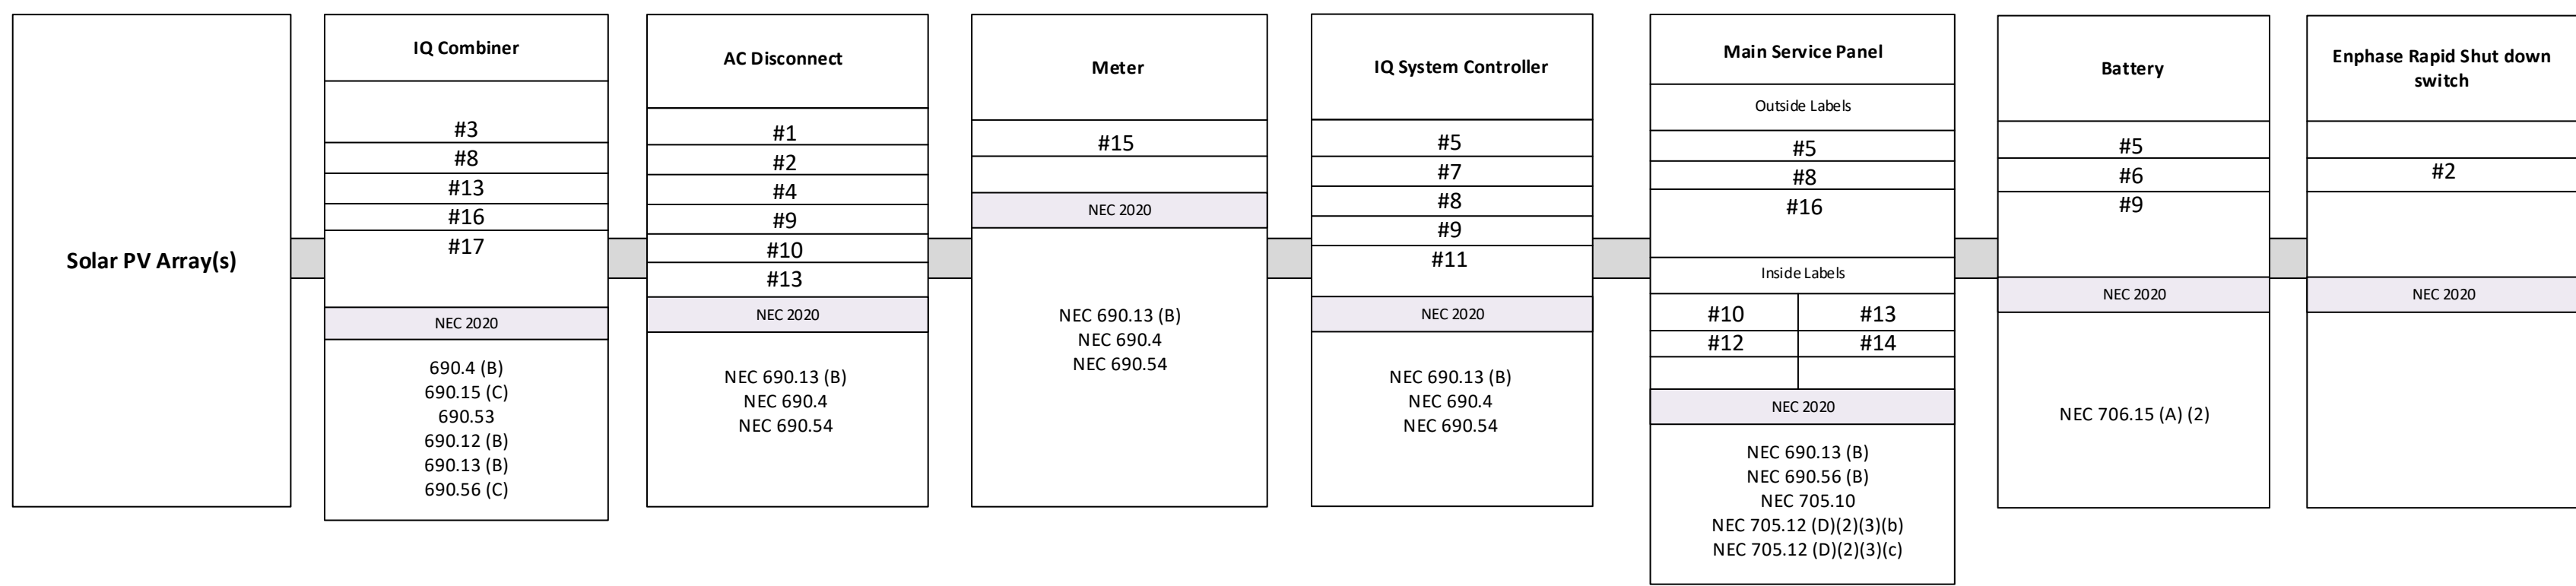 Solar PV Array(s)
IQ Combiner
#3
#8
#13
#16
#17
NEC 2020
690.4 (B)
690.15 (C)
690.53
690.12 (B)
690.13 (B)
690.56 (C)
AC Disconnect
#1
#2
#4
#9
#10
#13
NEC 2020
NEC 690.13 (B)
NEC 690.4
NEC 690.54
Meter
#15
NEC 2020
NEC 690.13 (B)
NEC 690.4
NEC 690.54
IQ System Controller
#5
#7
#8
#9
#11
NEC 2020
NEC 690.13 (B)
NEC 690.4
NEC 690.54
Main Service Panel
Outside Labels
#5
#8
#16
Inside Labels
#10 #13
#12 #14
NEC 2020
NEC 690.13 (B)
NEC 690.56 (B)
NEC 705.10
NEC 705.12 (D)(2)(3)(b)
NEC 705.12 (D)(2)(3)(c)
Battery
#5
#6
#9
NEC 2020
NEC 706.15 (A) (2)
Enphase Rapid Shut down
switch
#2
NEC 2020